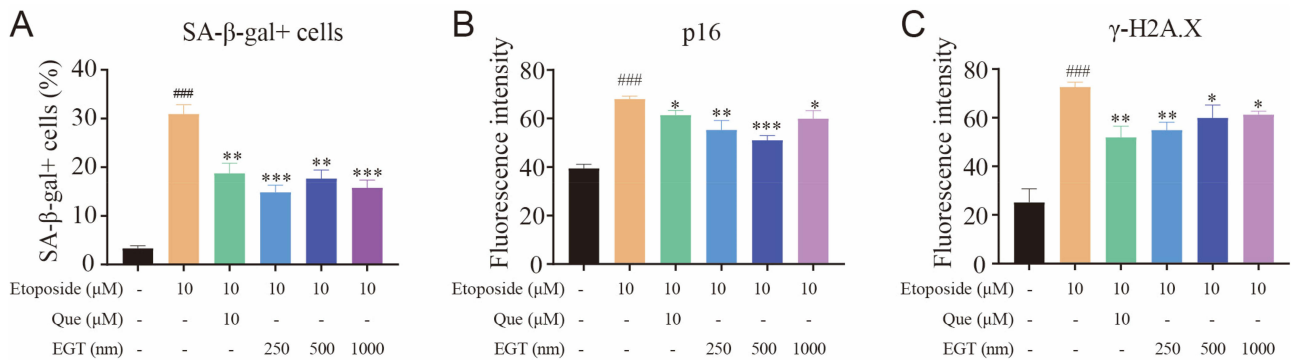 A
SA-β-gal+ cells
SA-β-gal+ cells (%)
40
30
20
10
0
###
**
***
**
***
Etoposide (μM) - 10 10 10 10 10
Que (μM) - - 10 - - -
EGT (nm) - - - 250 500 1000
B
p16
Fluorescence intensity
80
60
40
20
0
###
*
**
***
*
Etoposide (μM) - 10 10 10 10 10
Que (μM) - - 10 - - -
EGT (nm) - - - 250 500 1000
C
γ-H2A.X
Fluorescence intensity
80
60
40
20
0
###
**
**
*
*
Etoposide (μM) - 10 10 10 10 10
Que (μM) - - 10 - - -
EGT (nm) - - - 250 500 1000